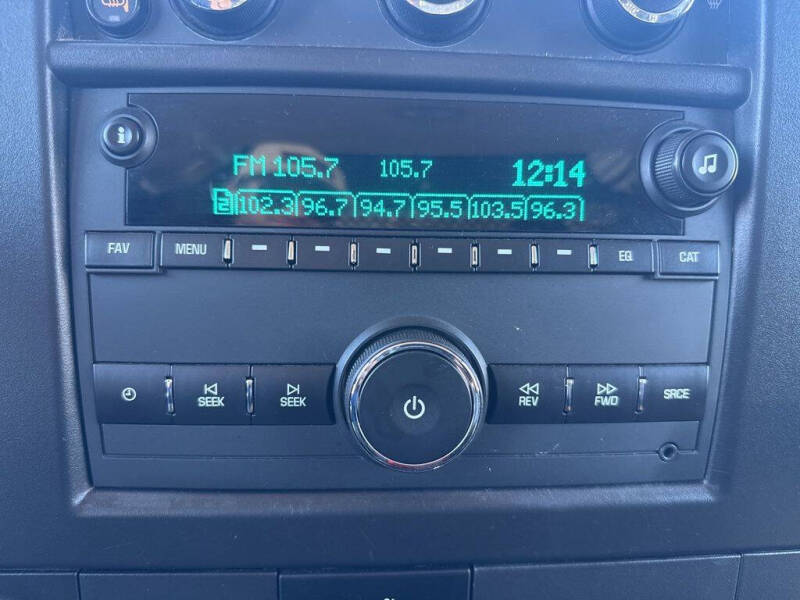 FM 105.7 105.7 12:14
2 102.3 96.7 94.7 95.5 103.5 96.3
FAV MENU EQ CAT
SEEK SEEK REV FWD SRCE